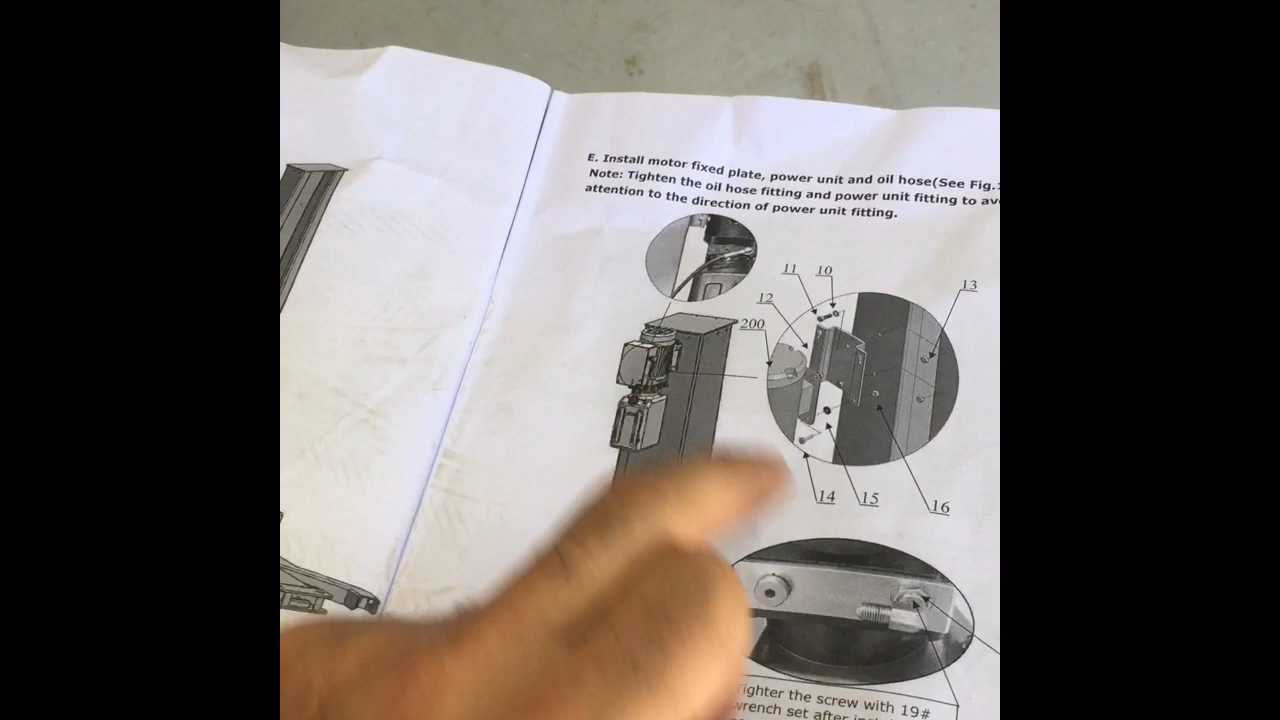 E. Install motor fixed plate, power unit and oil hose(See Fig.
Note: Tighten the oil hose fitting and power unit fitting to
attention to the direction of power unit fitting.
11 10
13
12
200
14 15 16
Tighter the screw with 19#
wrench set after